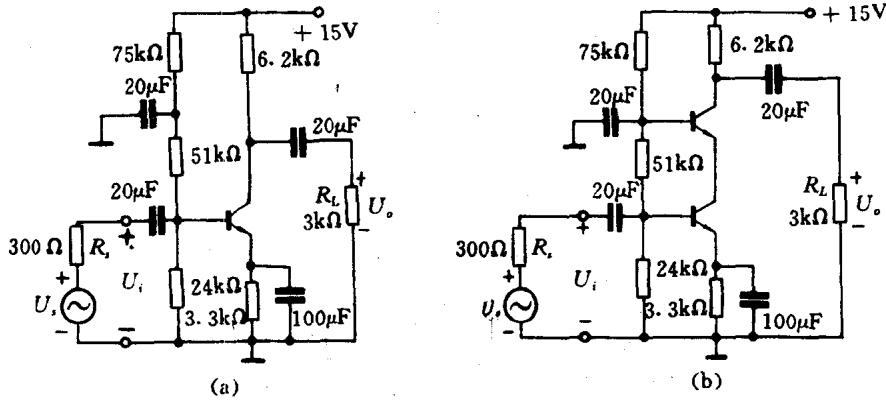 + 15V
75kΩ
6.2kΩ
20μF
20μF
51kΩ
20μF
R_L
3kΩ
+
U_o
−
+
300Ω
R_s
+
U_s
−
U_i
−
24kΩ
3.3kΩ
100μF
(a)
+ 15V
75kΩ
6.2kΩ
20μF
20μF
51kΩ
20μF
+
R_L
3kΩ
U_o
−
+
300Ω
R_s
+
U_s
−
U_i
−
24kΩ
3.3kΩ
100μF
(b)